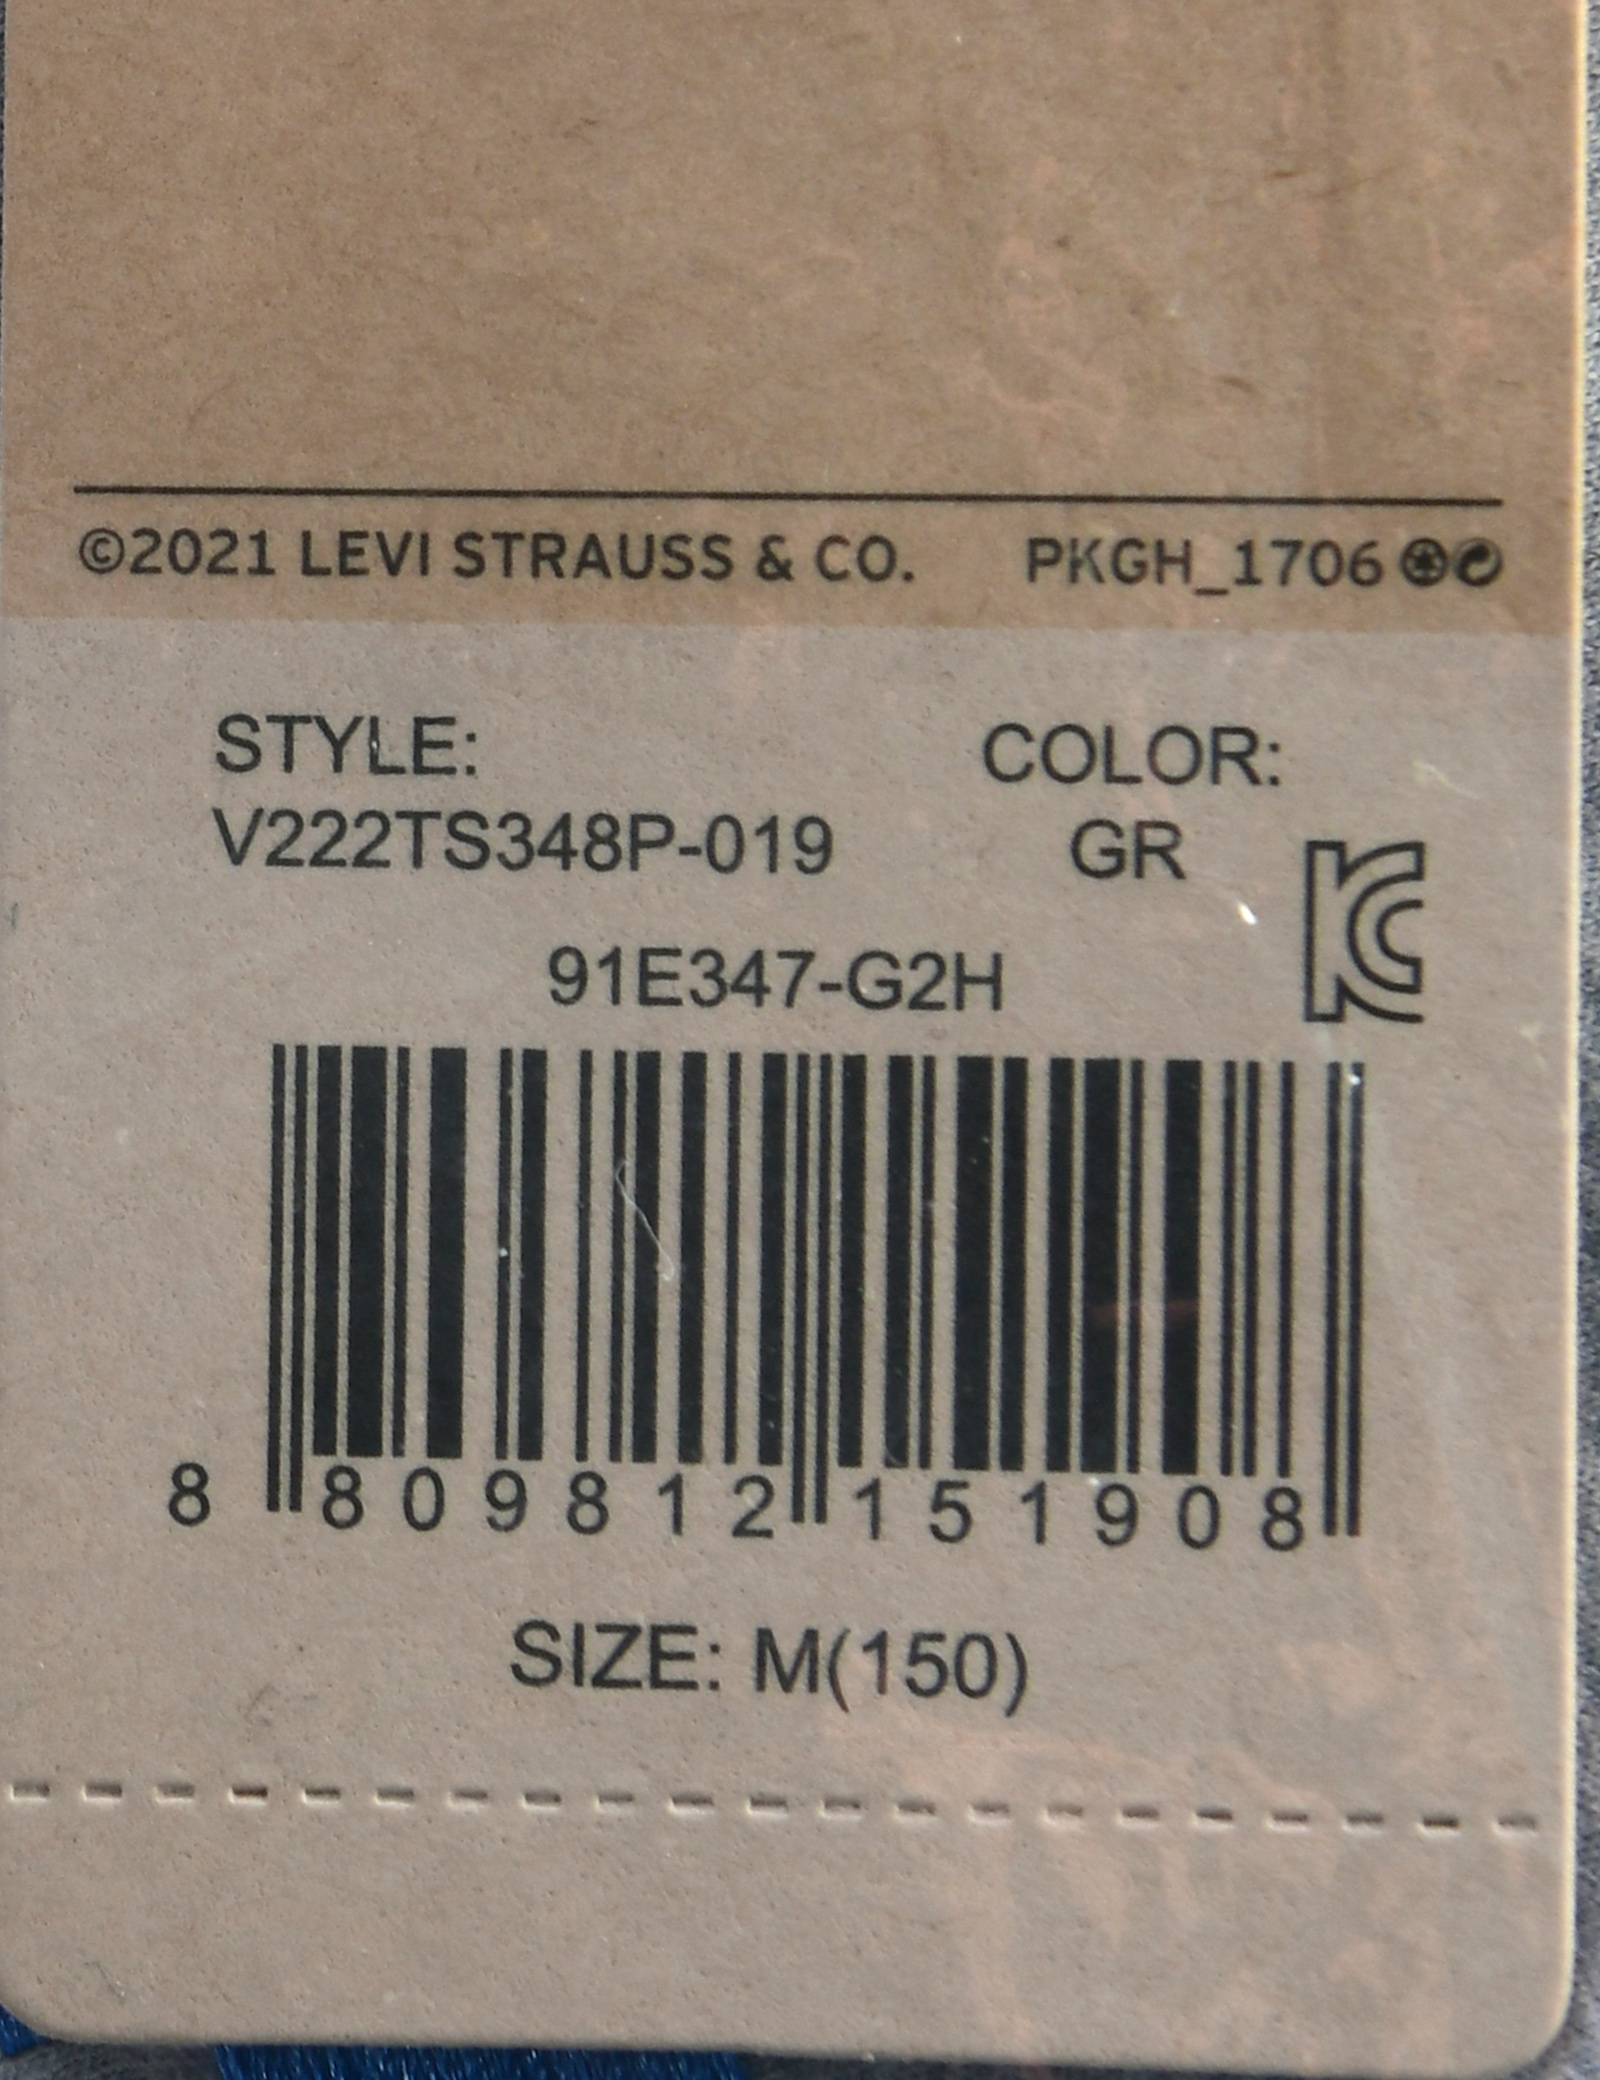 ©2021 LEVI STRAUSS & CO. PKGH_1706
STYLE: COLOR:
V222TS348P-019 GR
91E347-G2H
8 809812 151908
SIZE: M(150)